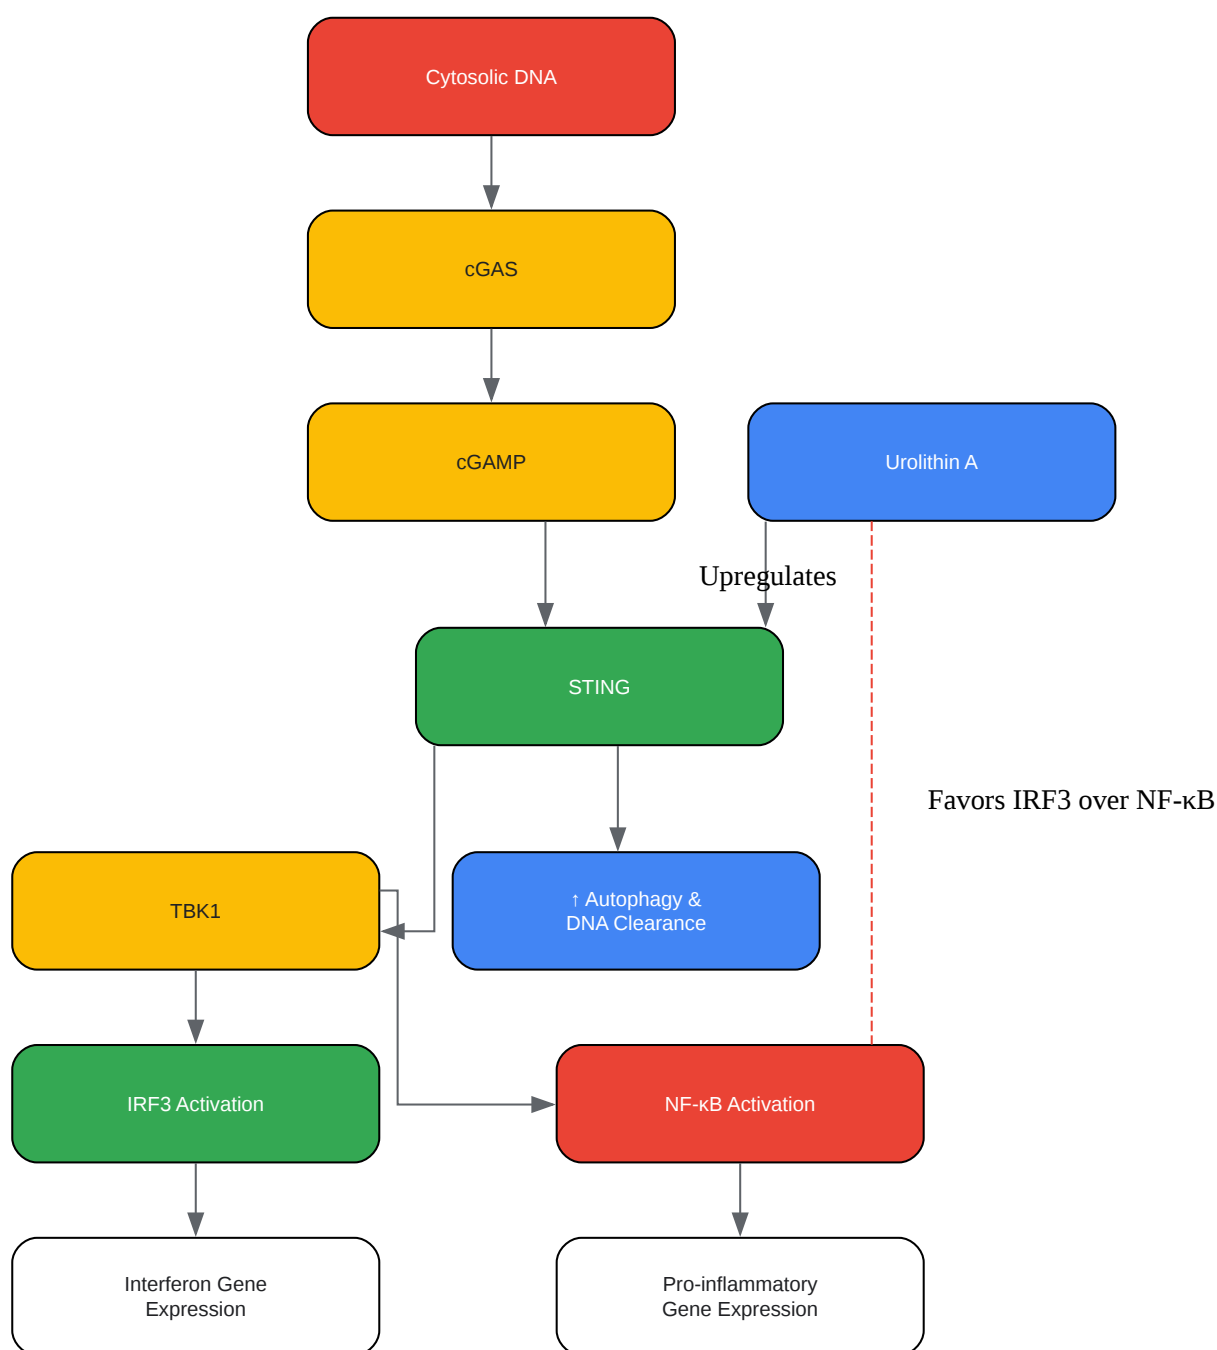 Cytosolic DNA
cGAS
cGAMP
Urolithin A
Upregulates
STING
Favors IRF3 over NF-κB
TBK1
↑ Autophagy &
DNA Clearance
IRF3 Activation
NF-κB Activation
Interferon Gene
Expression
Pro-inflammatory
Gene Expression